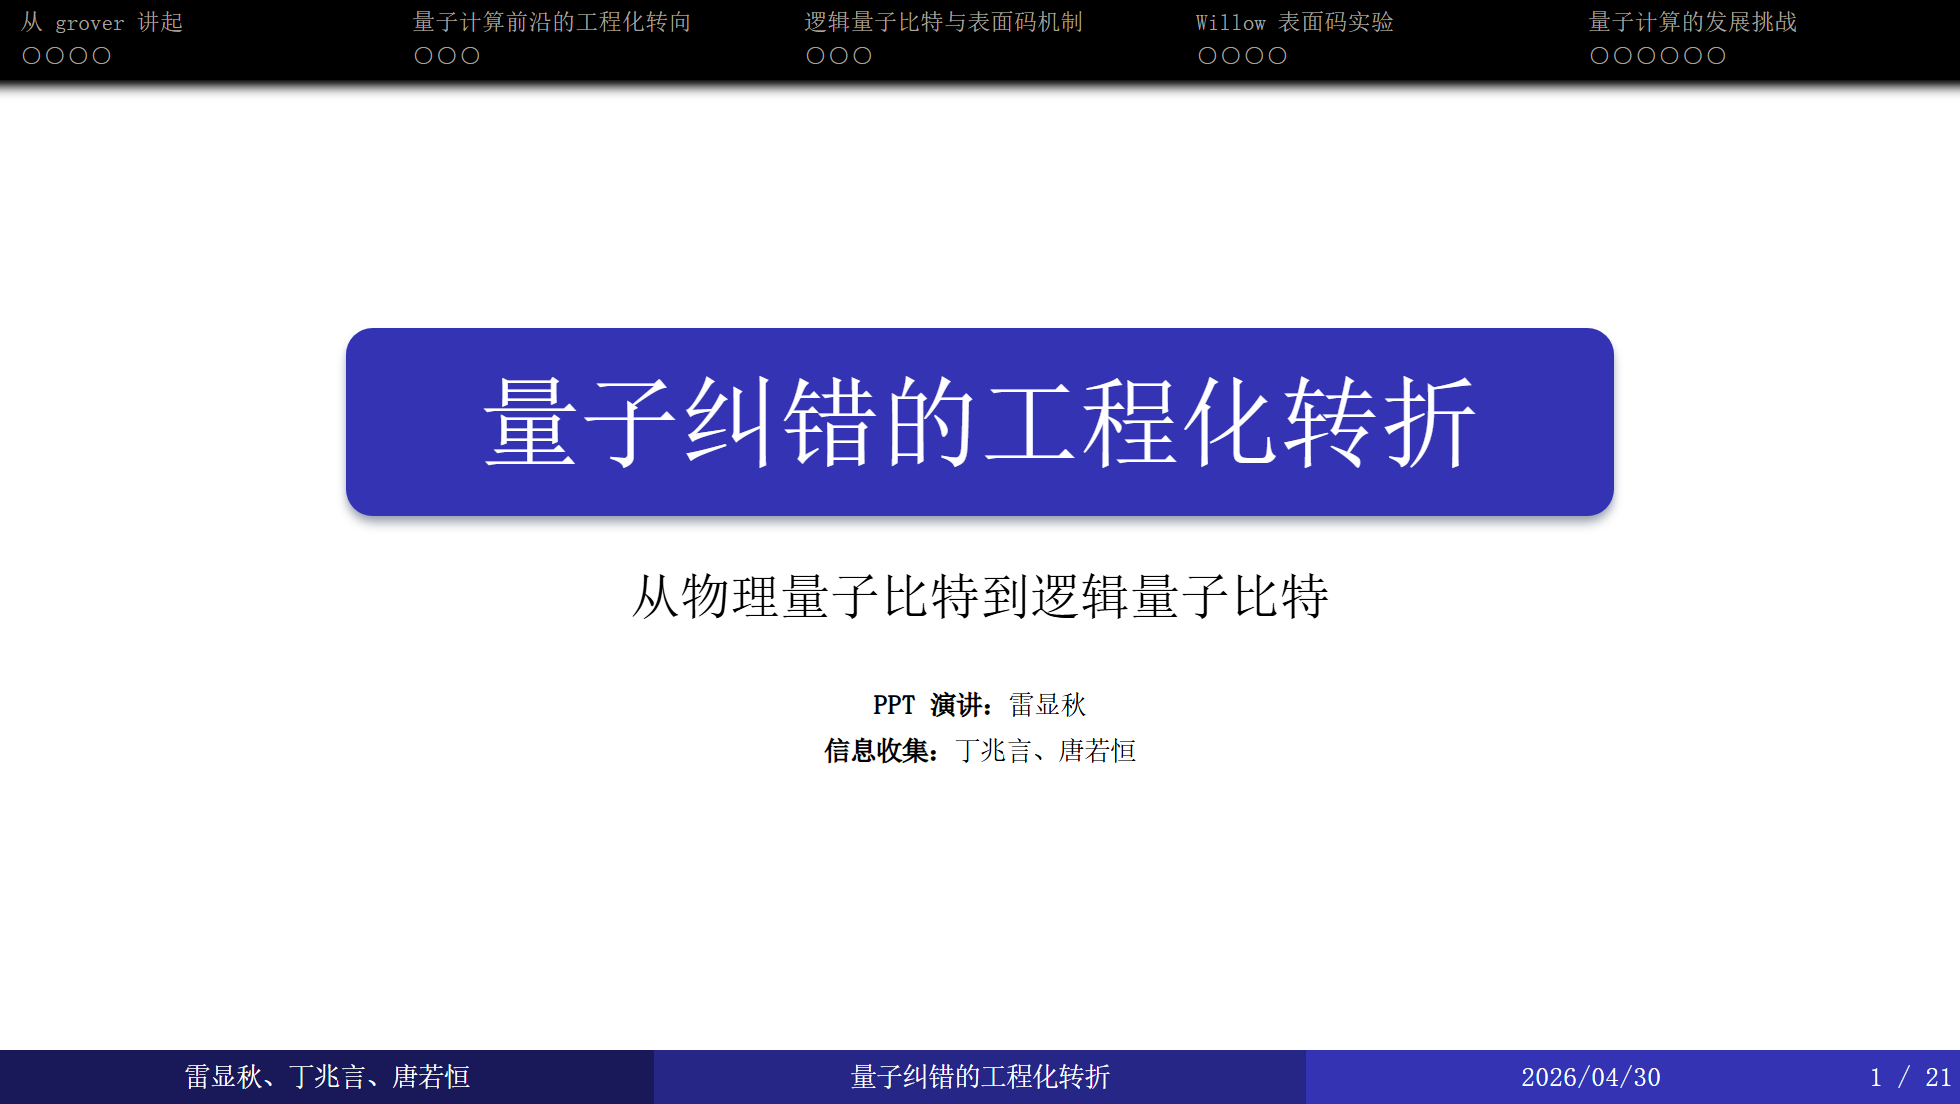 从 grover 讲起
量子计算前沿的工程化转向
逻辑量子比特与表面码机制
Willow 表面码实验
量子计算的发展挑战
量子纠错的工程化转折
从物理量子比特到逻辑量子比特
PPT 演讲：雷显秋
信息收集：丁兆言、唐若恒
雷显秋、丁兆言、唐若恒
量子纠错的工程化转折
2026/04/30
1 / 21